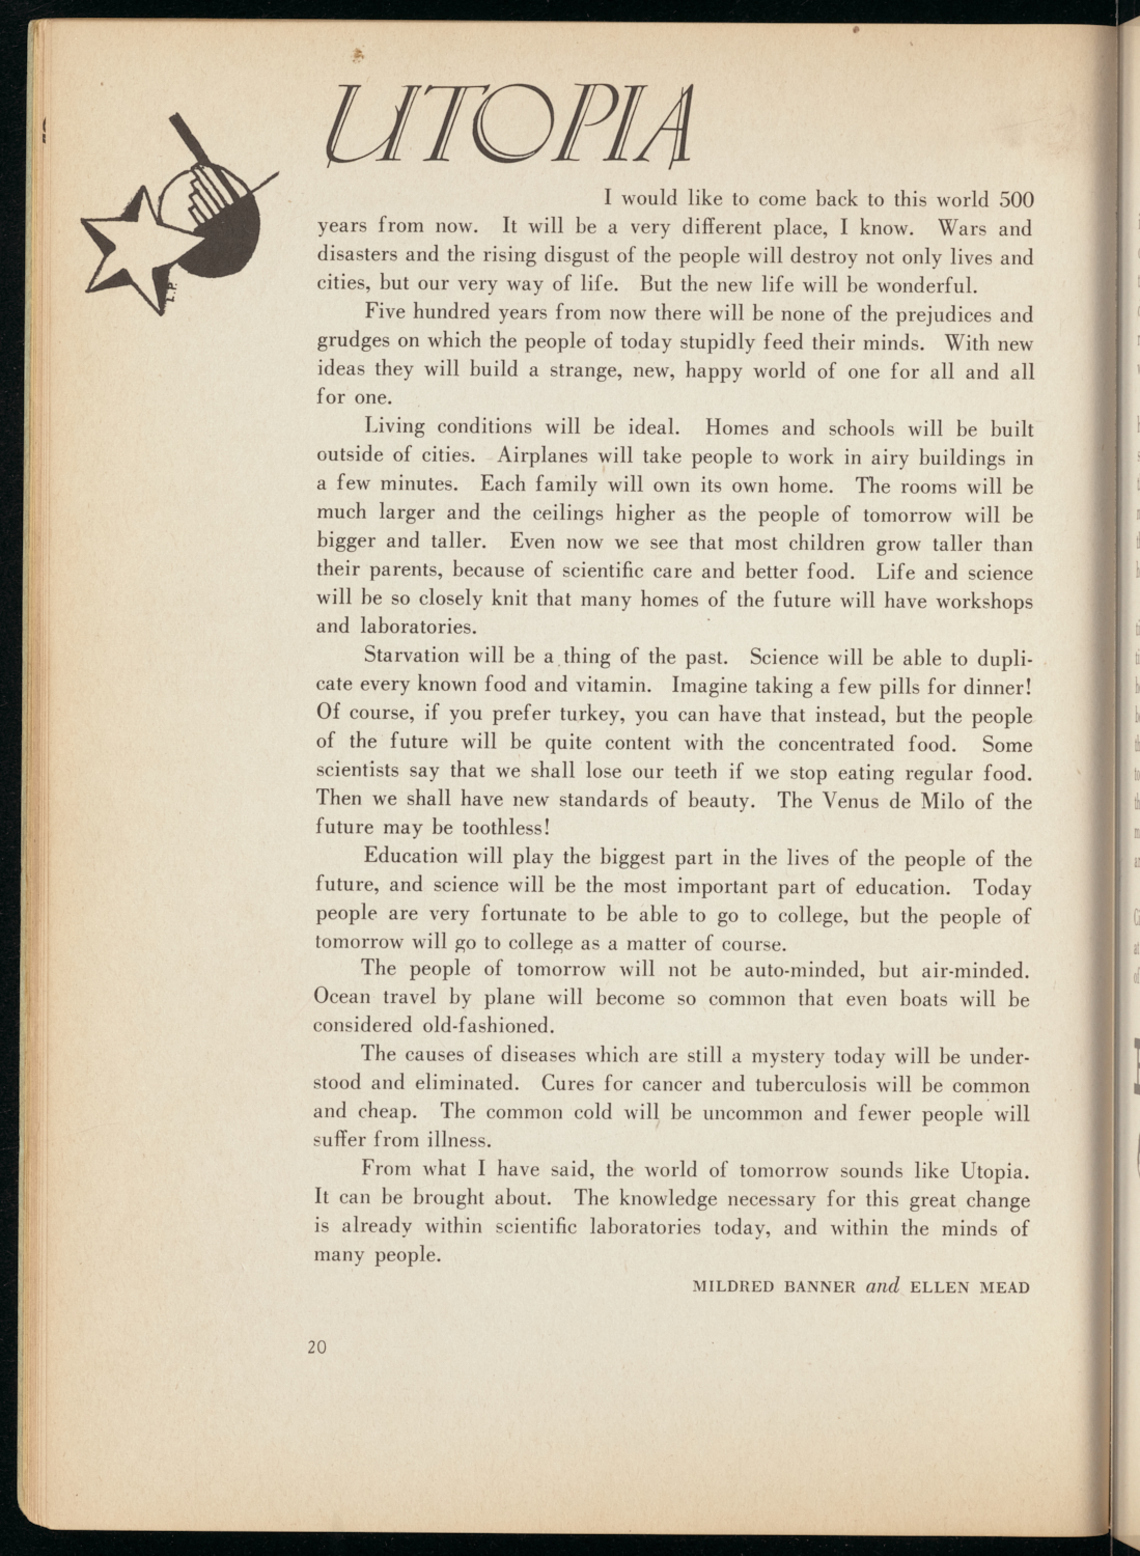 UTOPIA
I would like to come back to this world 500
years from now. It will be a very different place, I know. Wars and
disasters and the rising disgust of the people will destroy not only lives and
cities, but our very way of life. But the new life will be wonderful.
Five hundred years from now there will be none of the prejudices and
grudges on which the people of today stupidly feed their minds. With new
ideas they will build a strange, new, happy world of one for all and all
for one.
Living conditions will be ideal. Homes and schools will be built
outside of cities. Airplanes will take people to work in airy buildings in
a few minutes. Each family will own its own home. The rooms will be
much larger and the ceilings higher as the people of tomorrow will be
bigger and taller. Even now we see that most children grow taller than
their parents, because of scientific care and better food. Life and science
will be so closely knit that many homes of the future will have workshops
and laboratories.
Starvation will be a thing of the past. Science will be able to dupli-
cate every known food and vitamin. Imagine taking a few pills for dinner!
Of course, if you prefer turkey, you can have that instead, but the people
of the future will be quite content with the concentrated food. Some
scientists say that we shall lose our teeth if we stop eating regular food.
Then we shall have new standards of beauty. The Venus de Milo of the
future may be toothless!
Education will play the biggest part in the lives of the people of the
future, and science will be the most important part of education. Today
people are very fortunate to be able to go to college, but the people of
tomorrow will go to college as a matter of course.
The people of tomorrow will not be auto-minded, but air-minded.
Ocean travel by plane will become so common that even boats will be
considered old-fashioned.
The causes of diseases which are still a mystery today will be under-
stood and eliminated. Cures for cancer and tuberculosis will be common
and cheap. The common cold will be uncommon and fewer people will
suffer from illness.
From what I have said, the world of tomorrow sounds like Utopia.
It can be brought about. The knowledge necessary for this great change
is already within scientific laboratories today, and within the minds of
many people.
MILDRED BANNER and ELLEN MEAD
20